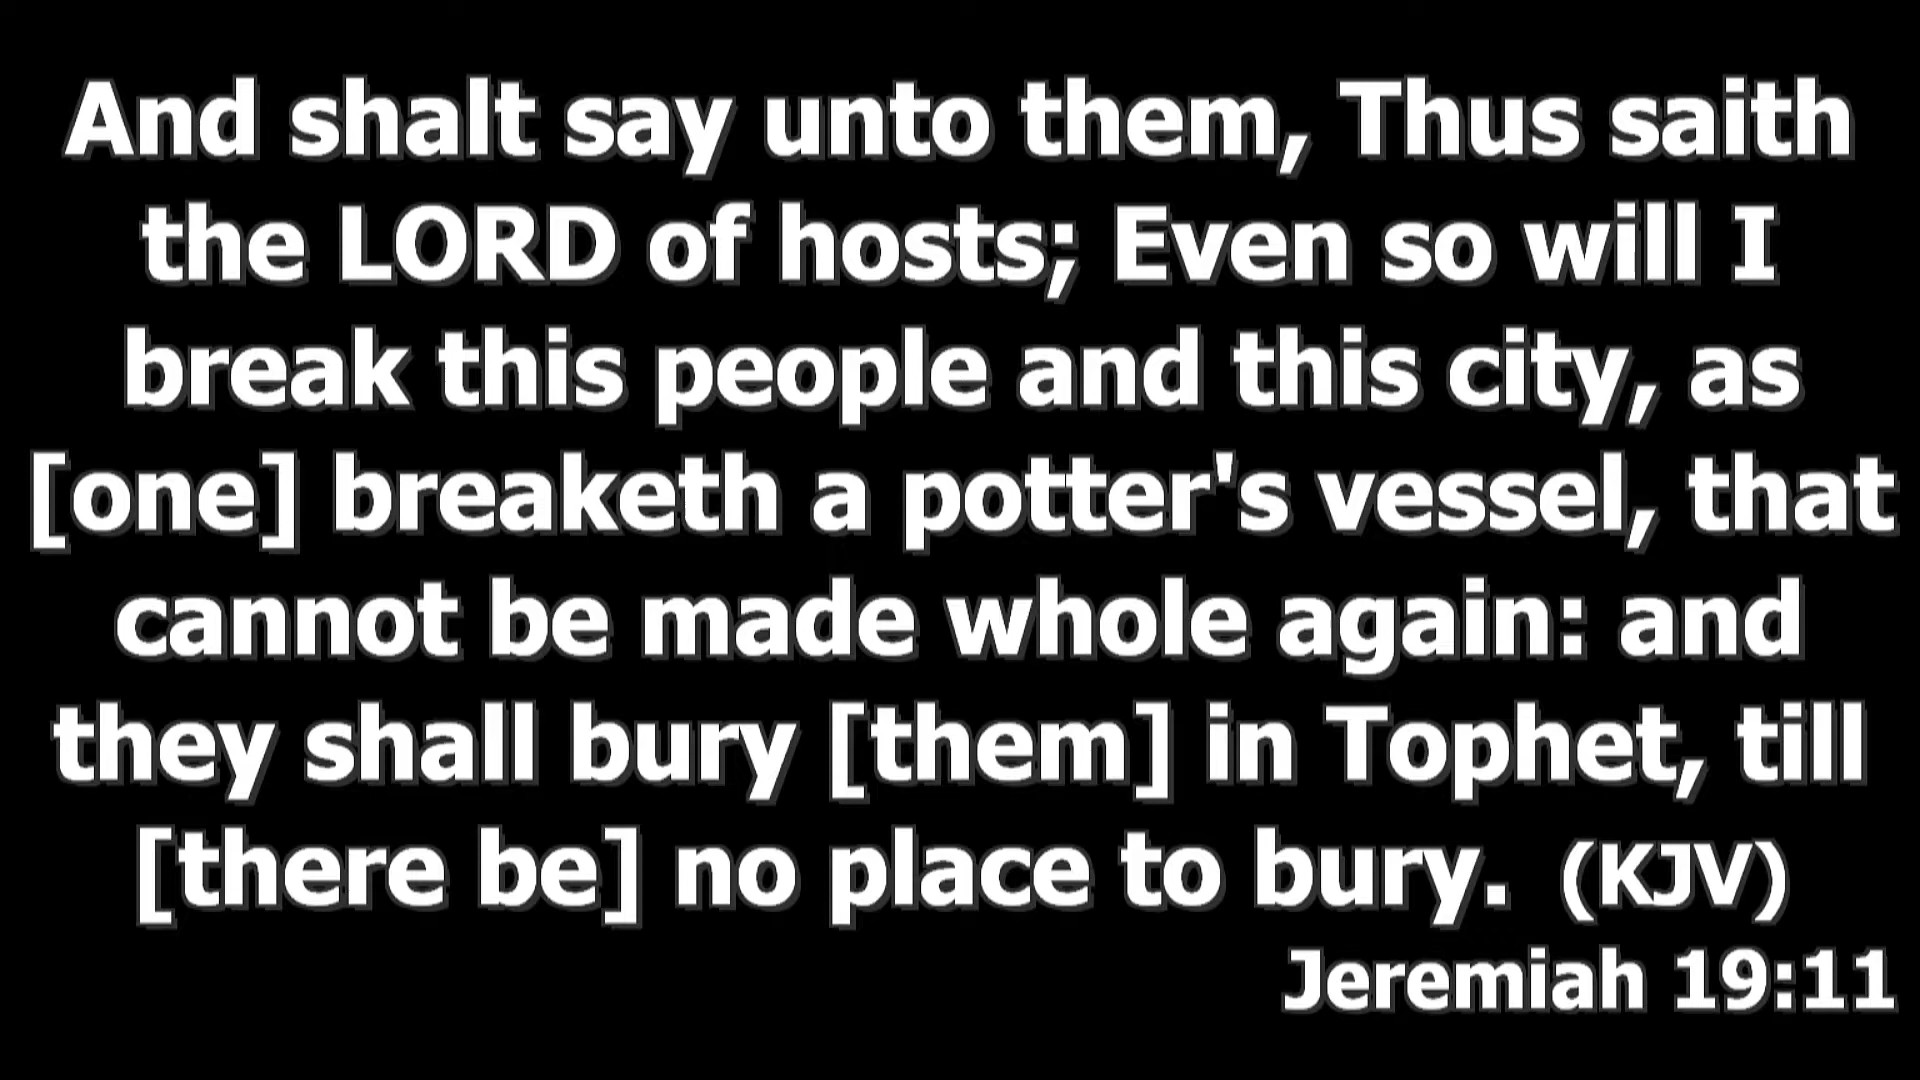 And shalt say unto them, Thus saith
the LORD of hosts; Even so will I
break this people and this city, as
[one] breaketh a potter's vessel, that
cannot be made whole again: and
they shall bury [them] in Tophet, till
[there be] no place to bury. (KJV)
Jeremiah 19:11